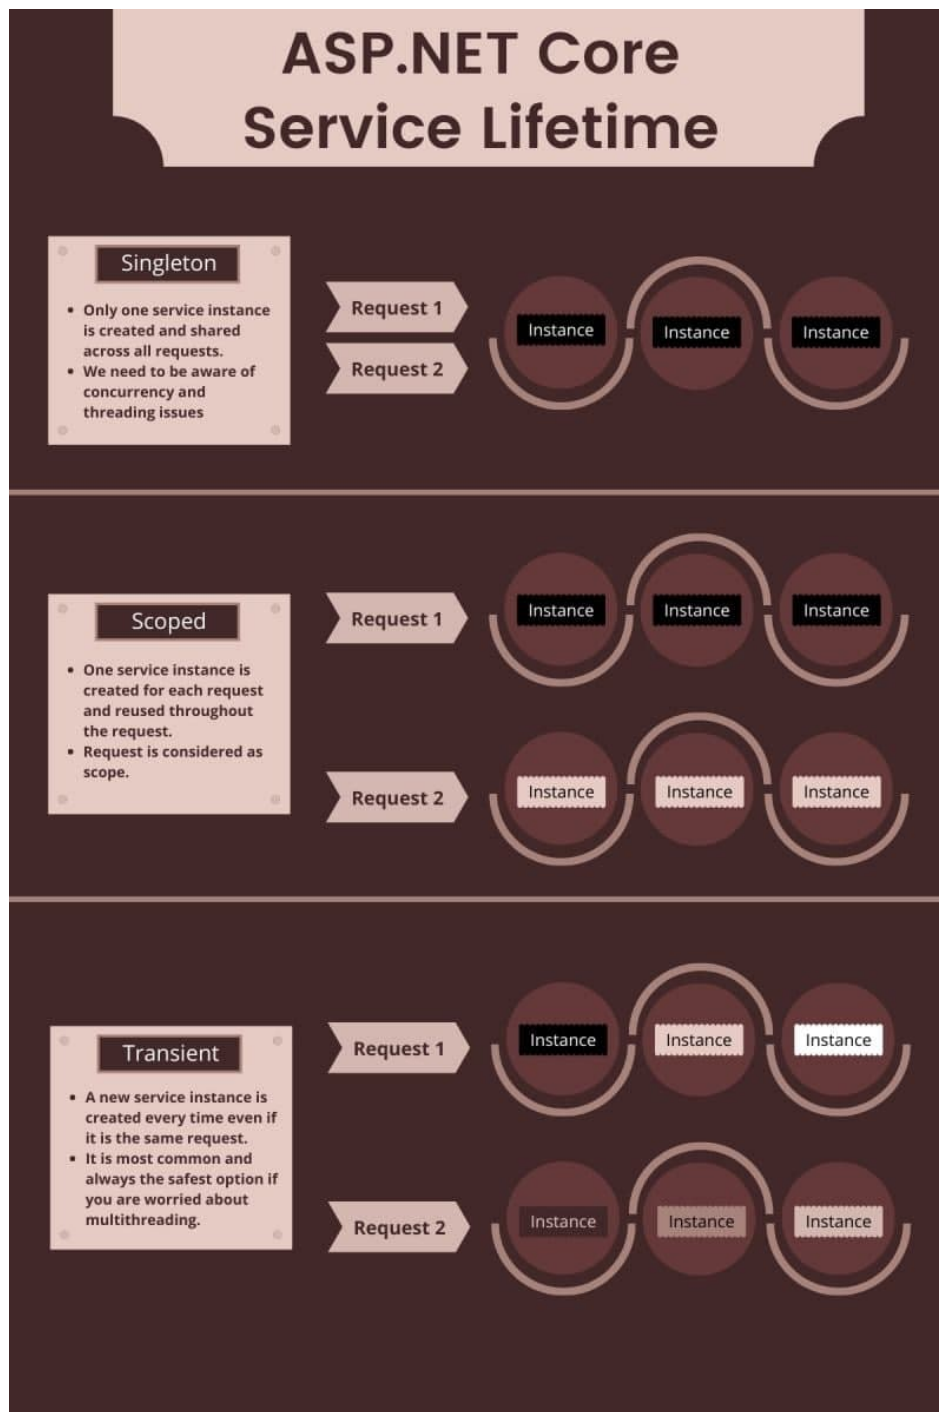 ASP.NET Core
Service Lifetime
Singleton
• Only one service instance
is created and shared
across all requests.
• We need to be aware of
concurrency and
threading issues
Request 1
Request 2
Instance
Instance
Instance
Scoped
• One service instance is
created for each request
and reused throughout
the request.
• Request is considered as
scope.
Request 1
Instance
Instance
Instance
Request 2
Instance
Instance
Instance
Transient
• A new service instance is
created every time even if
it is the same request.
• It is most common and
always the safest option if
you are worried about
multithreading.
Request 1
Instance
Instance
Instance
Request 2
Instance
Instance
Instance